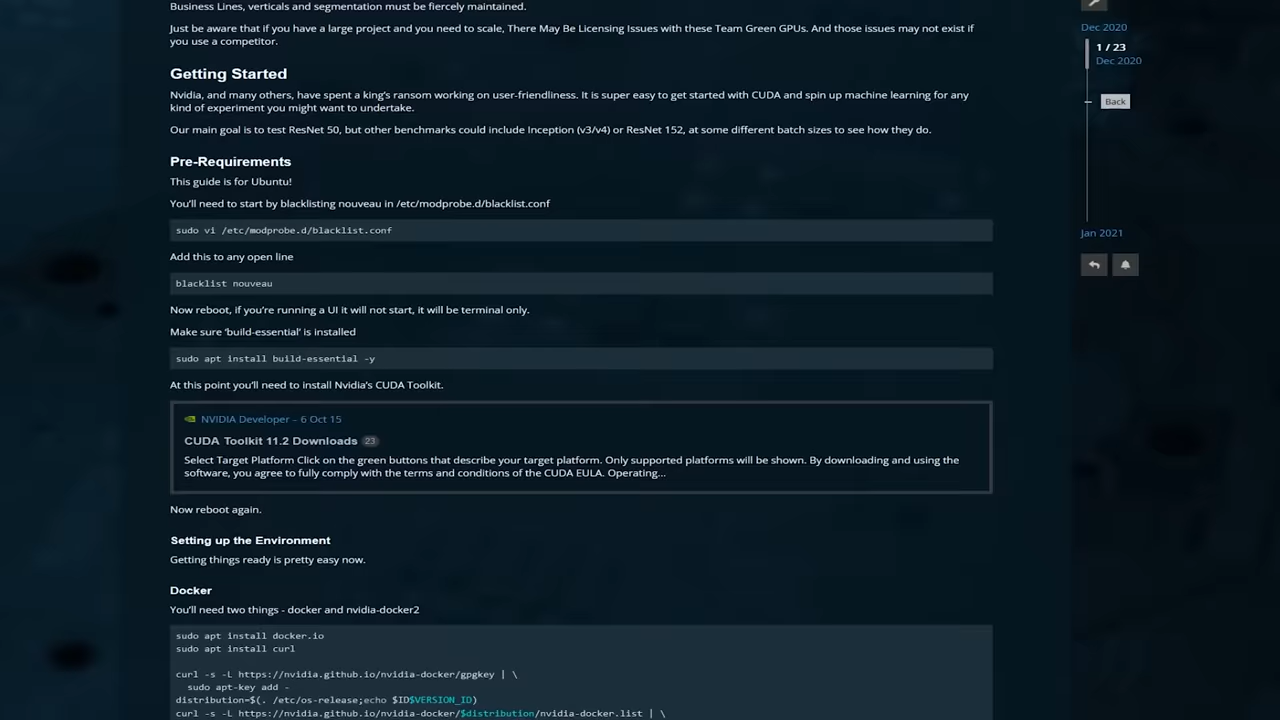 Business Lines, verticals and segmentation must be fiercely maintained.
Just be aware that if you have a large project and you need to scale, There May Be Licensing Issues with these Team Green GPUs. And those issues may not exist if
you use a competitor.
Getting Started
Nvidia, and many others, have spent a king's ransom working on user-friendliness. It is super easy to get started with CUDA and spin up machine learning for any
kind of experiment you might want to undertake.
Our main goal is to test ResNet 50, but other benchmarks could include Inception (v3/v4) or ResNet 152, at some different batch sizes to see how they do.
Pre-Requirements
This guide is for Ubuntu!
You'll need to start by blacklisting nouveau in /etc/modprobe.d/blacklist.conf
sudo vi /etc/modprobe.d/blacklist.conf
Add this to any open line
blacklist nouveau
Now reboot, if you're running a UI it will not start, it will be terminal only.
Make sure 'build-essential' is installed
sudo apt install build-essential -y
At this point you'll need to install Nvidia's CUDA Toolkit.
NVIDIA Developer – 6 Oct 15
CUDA Toolkit 11.2 Downloads 23
Select Target Platform Click on the green buttons that describe your target platform. Only supported platforms will be shown. By downloading and using the
software, you agree to fully comply with the terms and conditions of the CUDA EULA. Operating...
Now reboot again.
Setting up the Environment
Getting things ready is pretty easy now.
Docker
You'll need two things - docker and nvidia-docker2
sudo apt install docker.io
sudo apt install curl
curl -s -L https://nvidia.github.io/nvidia-docker/gpgkey | \
sudo apt-key add -
distribution=$(. /etc/os-release;echo $ID$VERSION_ID)
curl -s -L https://nvidia.github.io/nvidia-docker/$distribution/nvidia-docker.list | \
Dec 2020
1 / 23
Dec 2020
Back
Jan 2021